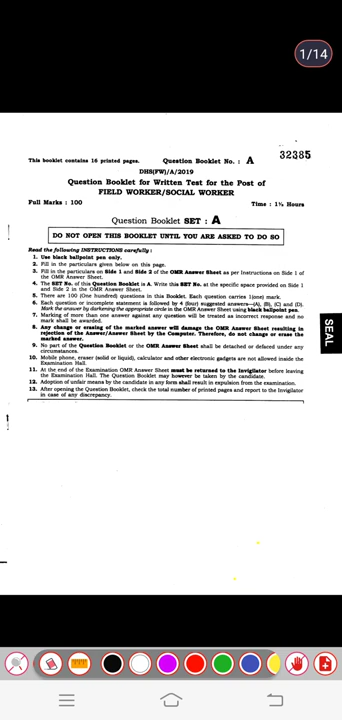 1/14
32385
This booklet contains 16 printed pages. Question Booklet No. : A
DHS(FW)/A/2019
Question Booklet for Written Test for the Post of
FIELD WORKER/SOCIAL WORKER
Full Marks : 100 Time : 1½ Hours
Question Booklet SET : A
DO NOT OPEN THIS BOOKLET UNTIL YOU ARE ASKED TO DO SO
Read the following INSTRUCTIONS carefully :
1. Use black ballpoint pen only.
2. Fill in the particulars given below on this page.
3. Fill in the particulars on Side 1 and Side 2 of the OMR Answer Sheet as per Instructions on Side 1 of
the OMR Answer Sheet.
4. The SET No. of this Question Booklet is A. Write this SET No. at the specific space provided on Side 1
and Side 2 in the OMR Answer Sheet.
5. There are 100 (One hundred) questions in this Booklet. Each question carries 1(one) mark.
6. Each question or incomplete statement is followed by 4 (four) suggested answers—(A), (B), (C) and (D).
Mark the answer by darkening the appropriate circle in the OMR Answer Sheet using black ballpoint pen.
7. Marking of more than one answer against any question will be treated as incorrect response and no
mark shall be awarded.
8. Any change or erasing of the marked answer will damage the OMR Answer Sheet resulting in
rejection of the Answer/Answer Sheet by the Computer. Therefore, do not change or erase the
marked answer.
9. No part of the Question Booklet or the OMR Answer Sheet shall be detached or defaced under any
circumstances.
10. Mobile phone, eraser (solid or liquid), calculator and other electronic gadgets are not allowed inside the
Examination Hall.
11. At the end of the Examination OMR Answer Sheet must be returned to the Invigilator before leaving
the Examination Hall. The Question Booklet may however be taken by the candidate.
12. Adoption of unfair means by the candidate in any form shall result in expulsion from the examination.
13. After opening the Question Booklet, check the total number of printed pages and report to the Invigilator
in case of any discrepancy.
SEAL